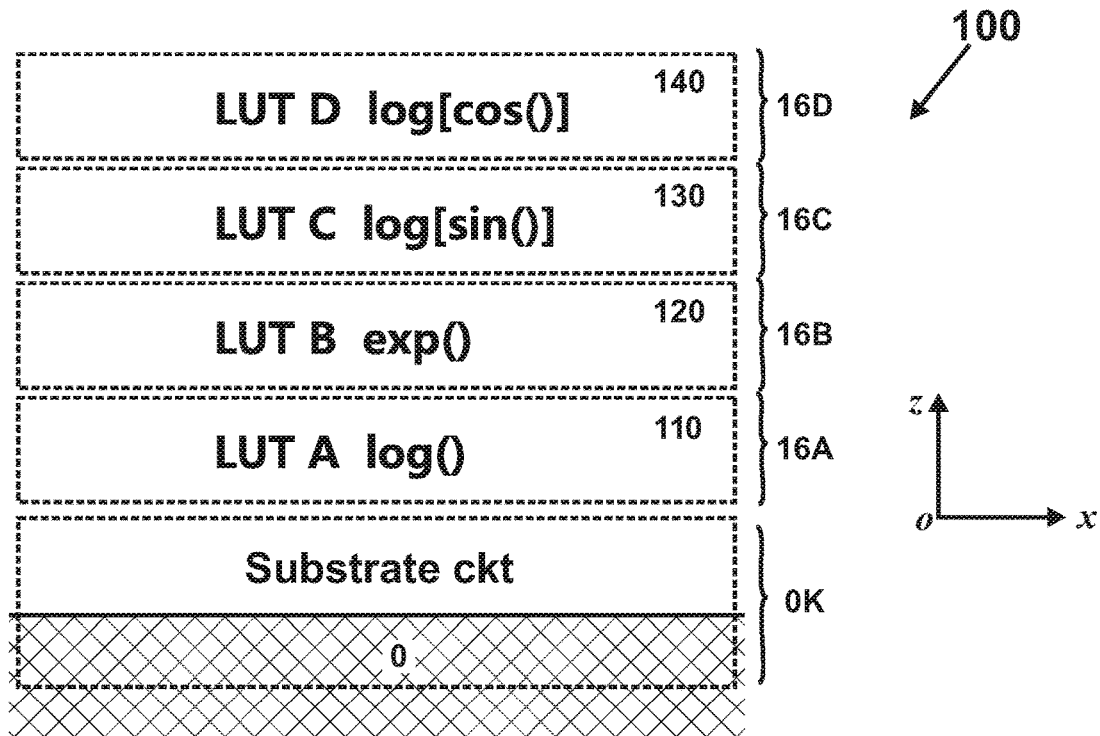 100
LUT D log[cos()] 140 16D
LUT C log[sin()] 130 16C
LUT B exp() 120 16B
LUT A log() 110 16A
z
o x
Substrate ckt
0K
0